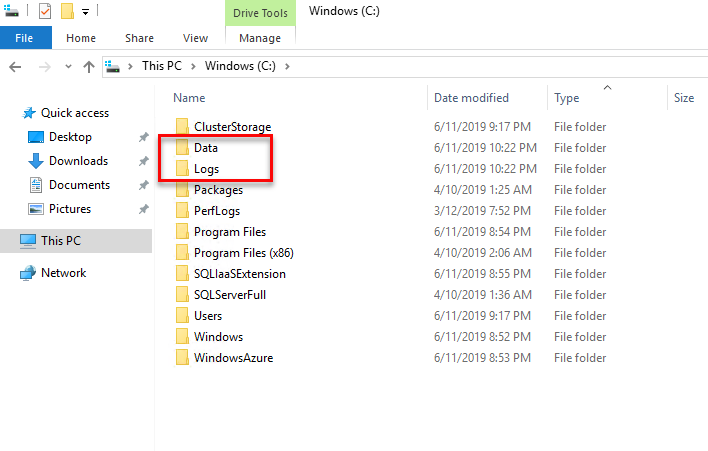 Drive Tools Windows (C:)
File Home Share View Manage
This PC Windows (C:)
Name Date modified Type Size
Quick access
Desktop
Downloads
Documents
Pictures
This PC
Network
ClusterStorage 6/11/2019 9:17 PM File folder
Data 6/11/2019 10:22 PM File folder
Logs 6/11/2019 10:22 PM File folder
Packages 4/10/2019 1:25 AM File folder
PerfLogs 3/12/2019 7:52 PM File folder
Program Files 6/11/2019 8:54 PM File folder
Program Files (x86) 4/10/2019 2:06 AM File folder
SQLIaaSExtension 6/11/2019 8:55 PM File folder
SQLServerFull 4/10/2019 1:36 AM File folder
Users 6/11/2019 9:17 PM File folder
Windows 6/11/2019 8:52 PM File folder
WindowsAzure 6/11/2019 8:53 PM File folder